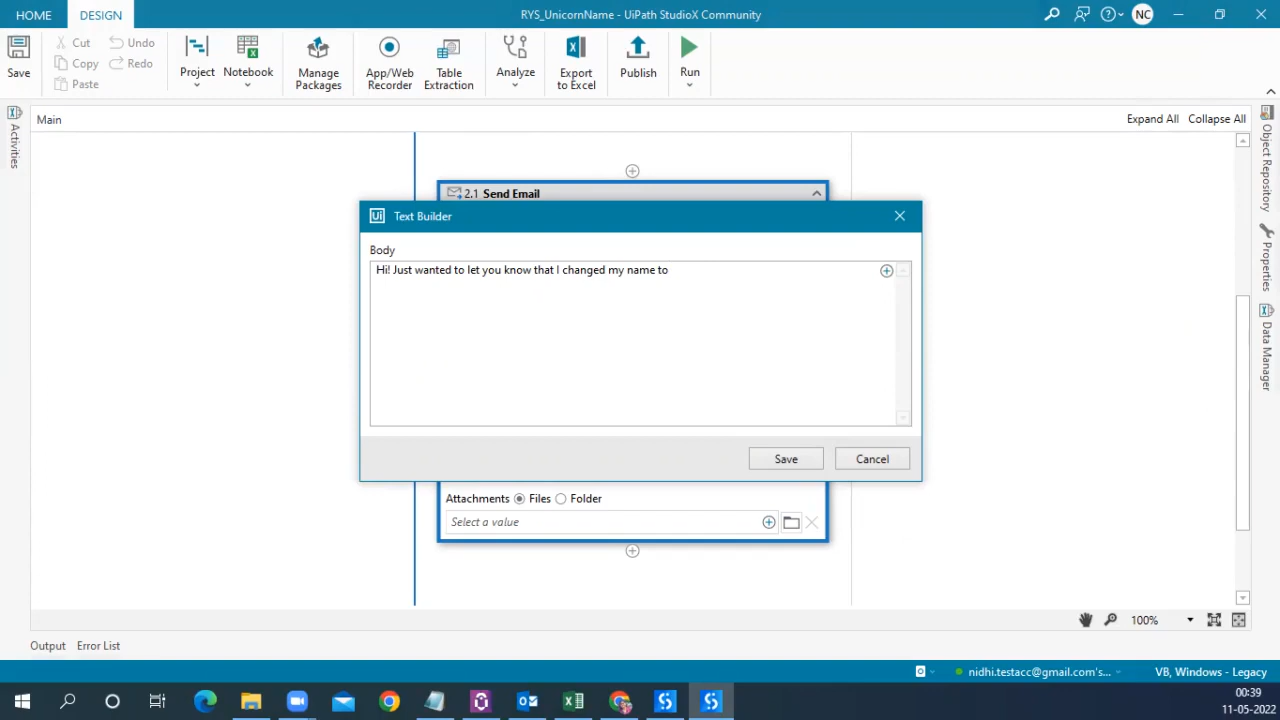 HOME
DESIGN
RYS_UnicornName - UiPath StudioX Community
NC
Save
Cut
Copy
Paste
Undo
Redo
Project
Notebook
Manage Packages
App/Web Recorder
Table Extraction
Analyze
Export to Excel
Publish
Run
Activities
Main
Expand All
Collapse All
Object Repository
Properties
Data Manager
2.1 Send Email
Ui Text Builder
Body
Hi! Just wanted to let you know that I changed my name to
Save
Cancel
Attachments
Files
Folder
Select a value
100%
Output
Error List
nidhi.testacc@gmail.com's...
VB, Windows - Legacy
00:39
11-05-2022